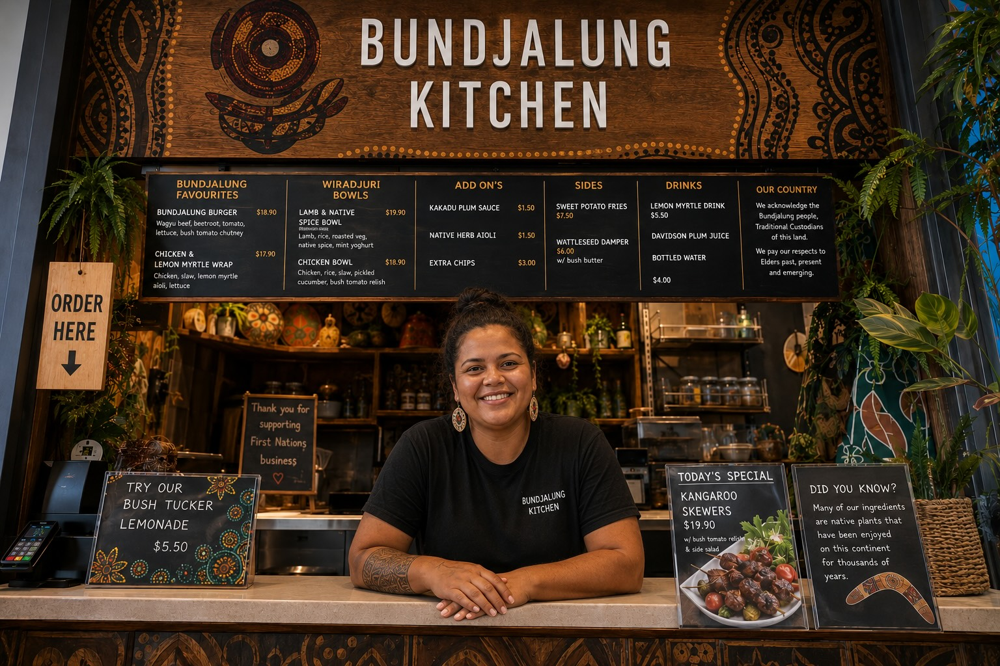 BUNDJALUNG
KITCHEN
BUNDJALUNG
FAVOURITES
BUNDJALUNG BURGER $18.90
Wagyu beef, beetroot, tomato,
lettuce, bush tomato chutney
CHICKEN & $17.90
LEMON MYRTLE WRAP
Chicken, slaw, lemon myrtle
aioli, lettuce
WIRADJURI
BOWLS
LAMB & NATIVE $19.90
SPICE BOWL
Lamb, rice, roasted veg,
native spice, mint yoghurt
CHICKEN BOWL $18.90
Chicken, rice, slaw, pickled
cucumber, bush tomato relish
ADD ON'S
KAKADU PLUM SAUCE $1.50
NATIVE HERB AIOLI $1.50
EXTRA CHIPS $3.00
SIDES
SWEET POTATO FRIES
$7.50
WATTLESEED DAMPER
$6.00
w/ bush butter
DRINKS
LEMON MYRTLE DRINK
$5.50
DAVIDSON PLUM JUICE
BOTTLED WATER
$4.00
OUR COUNTRY
We acknowledge the
Bundjalung people,
Traditional Custodians
of this land.
We pay our respects to
Elders past, present
and emerging.
ORDER
HERE
Thank you for
supporting
First Nations
business
TRY OUR
BUSH TUCKER
LEMONADE
$5.50
BUNDJALUNG
KITCHEN
TODAY'S SPECIAL
KANGAROO
SKEWERS
$19.90
w/ bush tomato relish
& side salad
DID YOU KNOW?
Many of our ingredients
are native plants that
have been enjoyed
on this continent
for thousands of
years.